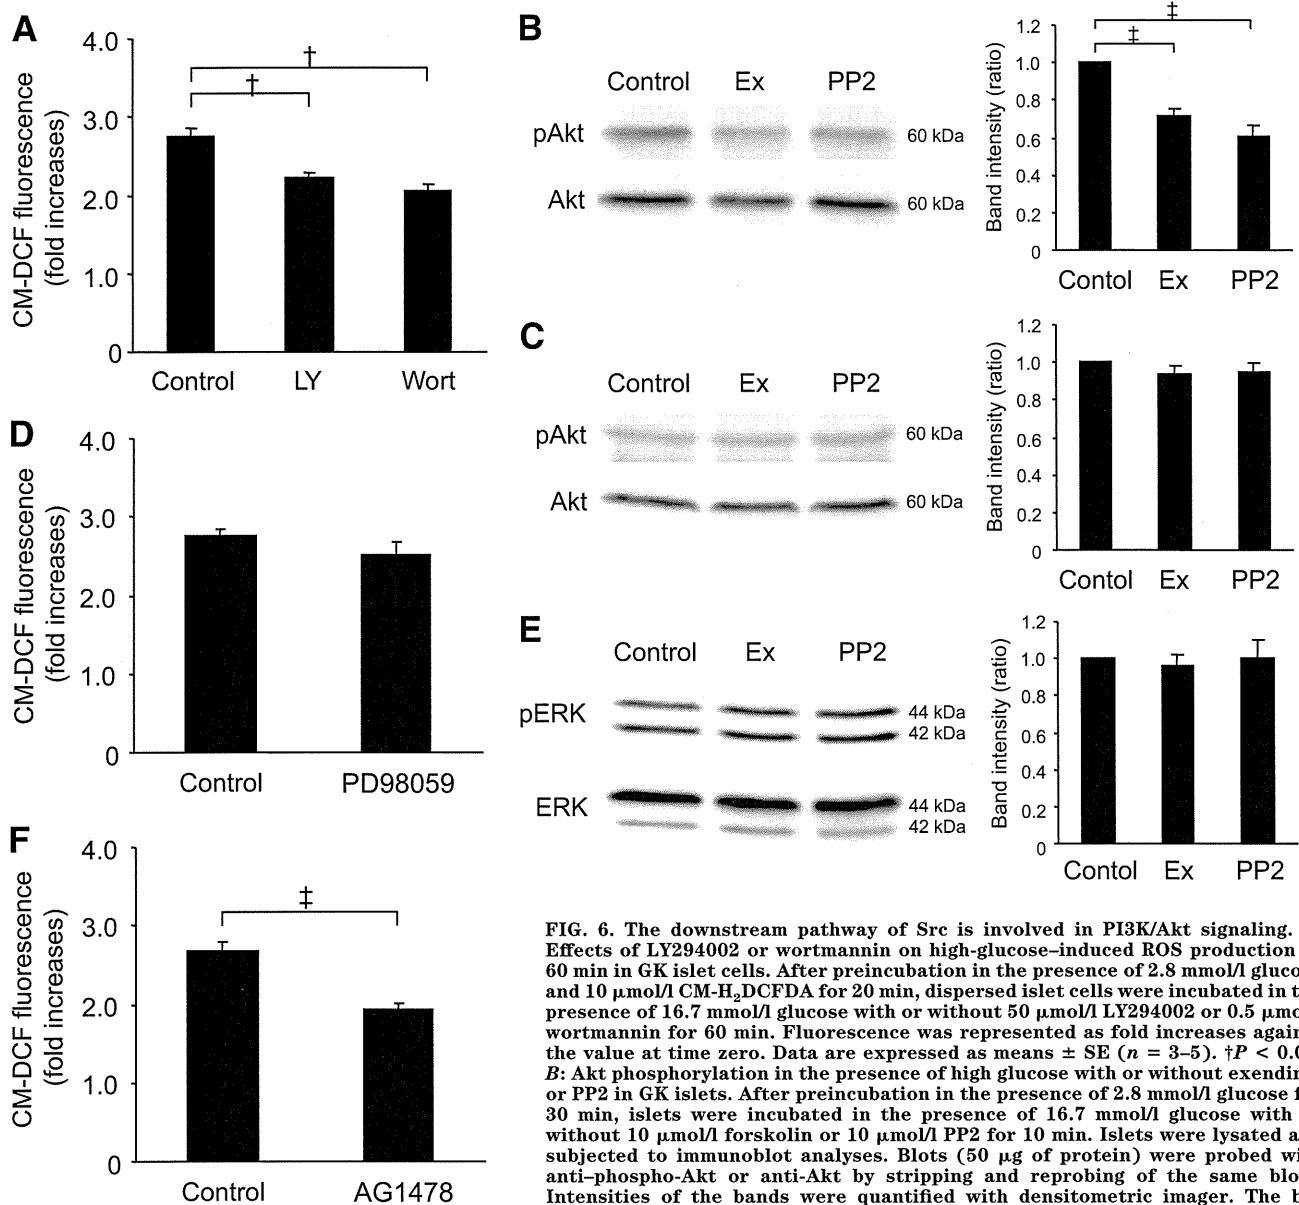 A
4.0
3.0
2.0
1.0
0
CM-DCF fluorescence
(fold increases)
†
†
Control LY Wort
B
Control Ex PP2
pAkt 60 kDa
Akt 60 kDa
Band intensity (ratio)
1.2
1.0
0.8
0.6
0.4
0.2
0
‡
‡
Contol Ex PP2
C
Control Ex PP2
pAkt 60 kDa
Akt 60 kDa
Band intensity (ratio)
1.2
1.0
0.8
0.6
0.4
0.2
0
Contol Ex PP2
D
4.0
3.0
2.0
1.0
0
CM-DCF fluorescence
(fold increases)
Control PD98059
E
Control Ex PP2
pERK 44 kDa
42 kDa
ERK 44 kDa
42 kDa
Band intensity (ratio)
1.2
1.0
0.8
0.6
0.4
0.2
0
Contol Ex PP2
F
4.0
3.0
2.0
1.0
0
CM-DCF fluorescence
(fold increases)
‡
Control AG1478
FIG. 6. The downstream pathway of Src is involved in PI3K/Akt signaling.
Effects of LY294002 or wortmannin on high-glucose–induced ROS production
60 min in GK islet cells. After preincubation in the presence of 2.8 mmol/l gluco
and 10 μmol/l CM-H₂DCFDA for 20 min, dispersed islet cells were incubated in t
presence of 16.7 mmol/l glucose with or without 50 μmol/l LY294002 or 0.5 μmo
wortmannin for 60 min. Fluorescence was represented as fold increases again
the value at time zero. Data are expressed as means ± SE (n = 3–5). †P < 0.0
B: Akt phosphorylation in the presence of high glucose with or without exendin
or PP2 in GK islets. After preincubation in the presence of 2.8 mmol/l glucose f
30 min, islets were incubated in the presence of 16.7 mmol/l glucose with
without 10 μmol/l forskolin or 10 μmol/l PP2 for 10 min. Islets were lysated a
subjected to immunoblot analyses. Blots (50 μg of protein) were probed wi
anti–phospho-Akt or anti-Akt by stripping and reprobing of the same blo
Intensities of the bands were quantified with densitometric imager. The b